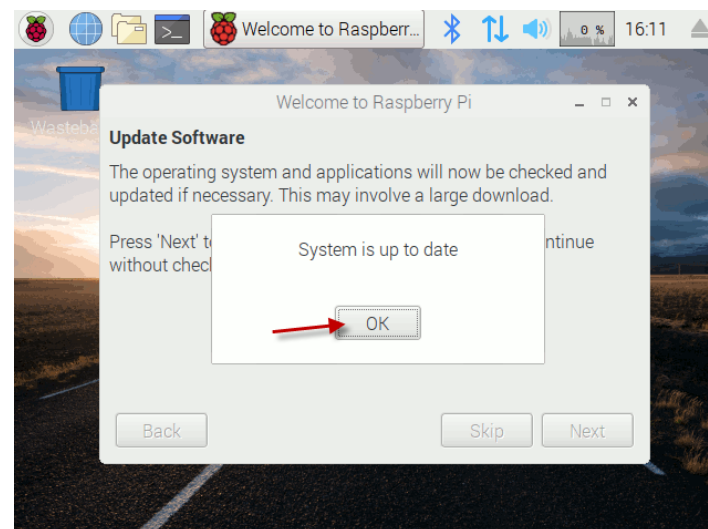 Welcome to Raspberr...
0 %
16:11
Welcome to Raspberry Pi
Update Software
The operating system and applications will now be checked and
updated if necessary. This may involve a large download.
Press 'Next' t
ntinue
without chec
System is up to date
OK
Back
Skip
Next